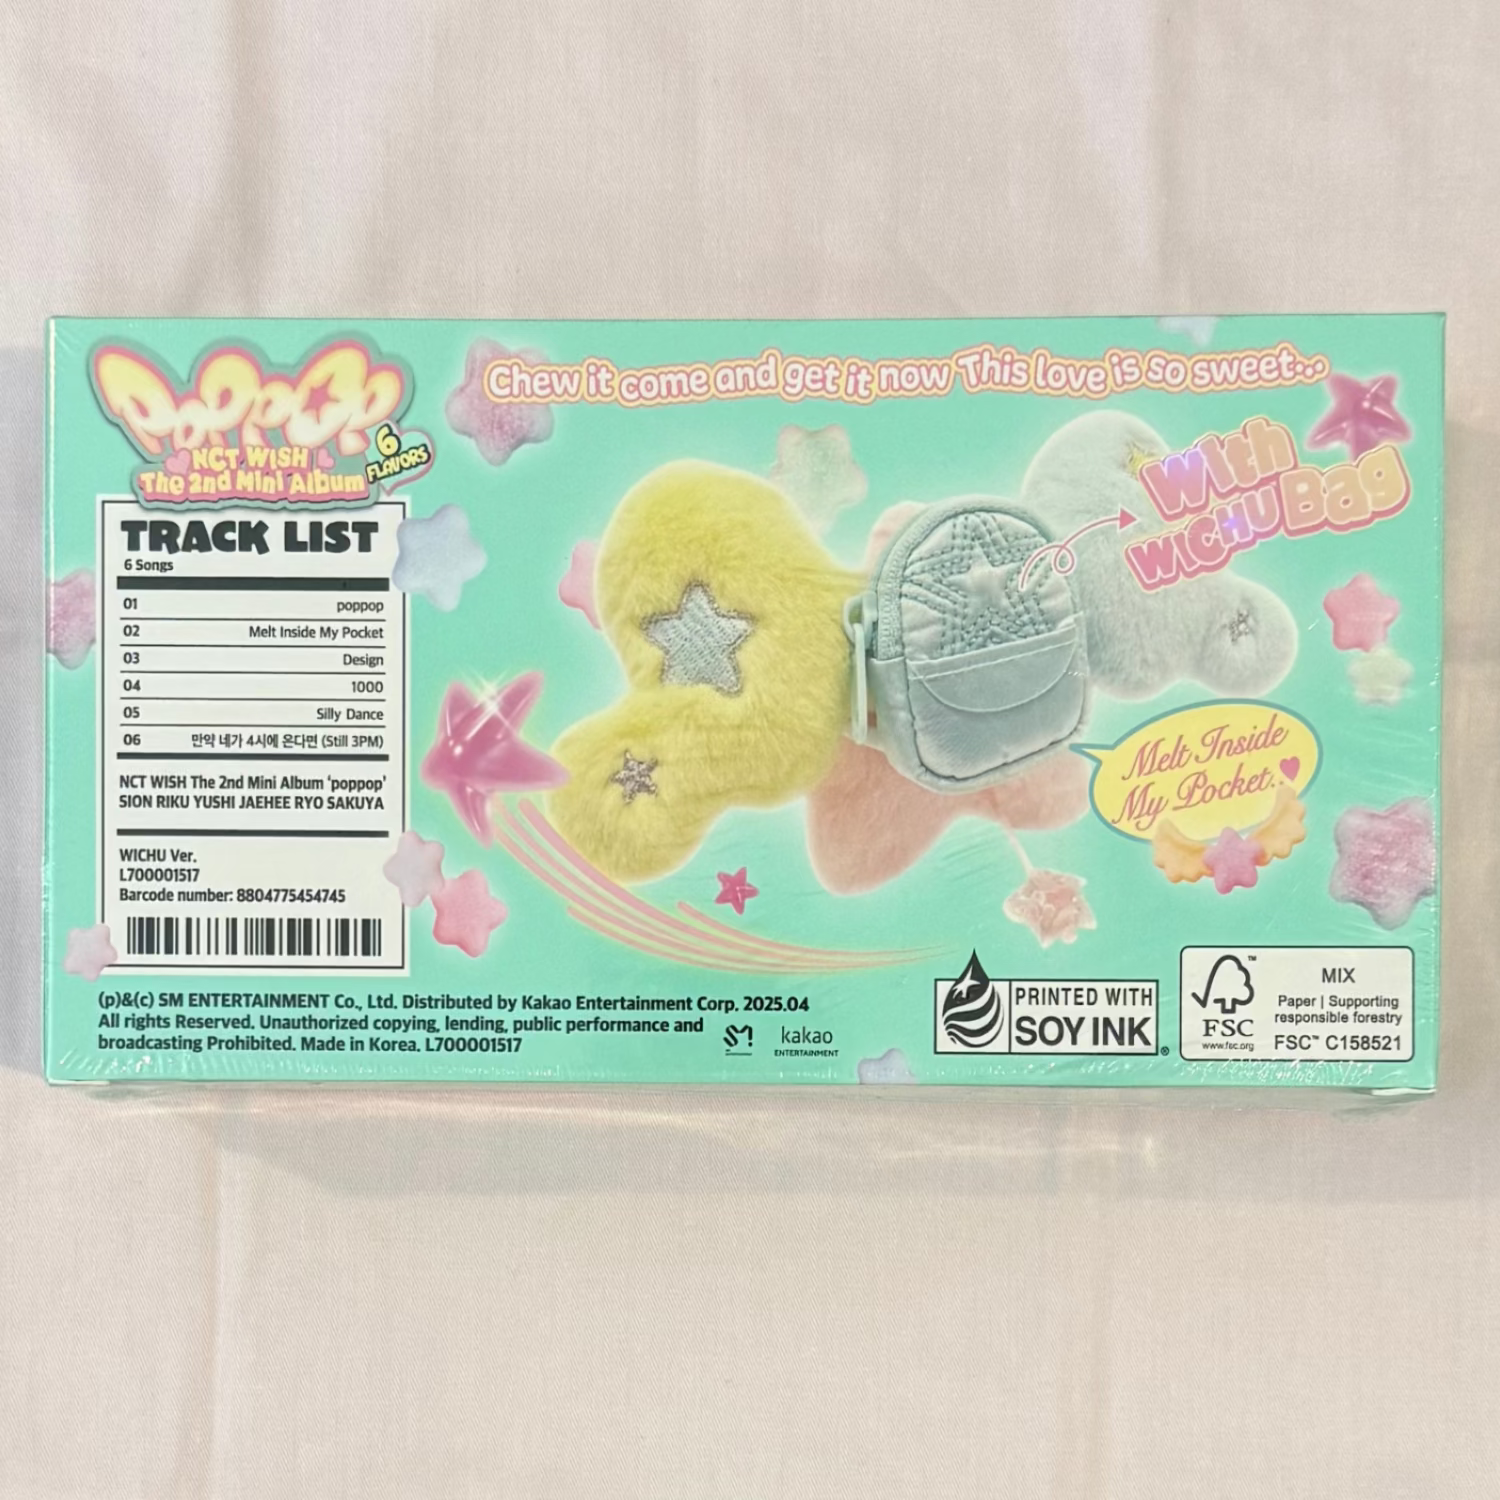 POPPOP
NCT WISH
The 2nd Mini Album
6
FLAVORS
Chew it come and get it now This love is so sweet...
With
WICHU Bag
Melt Inside
My Pocket..
TRACK LIST
6 Songs
01 poppop
02 Melt Inside My Pocket
03 Design
04 1000
05 Silly Dance
06 만약 네가 4시에 온다면 (Still 3PM)
NCT WISH The 2nd Mini Album ‘poppop’
SION RIKU YUSHI JAEHEE RYO SAKUYA
WICHU Ver.
L700001517
Barcode number: 8804775454745
(p)&(c) SM ENTERTAINMENT Co., Ltd. Distributed by Kakao Entertainment Corp. 2025.04
All rights Reserved. Unauthorized copying, lending, public performance and
broadcasting Prohibited. Made in Korea. L700001517
SM
kakao
ENTERTAINMENT
PRINTED WITH
SOY INK
®
FSC
www.fsc.org
MIX
Paper | Supporting
responsible forestry
FSC™ C158521